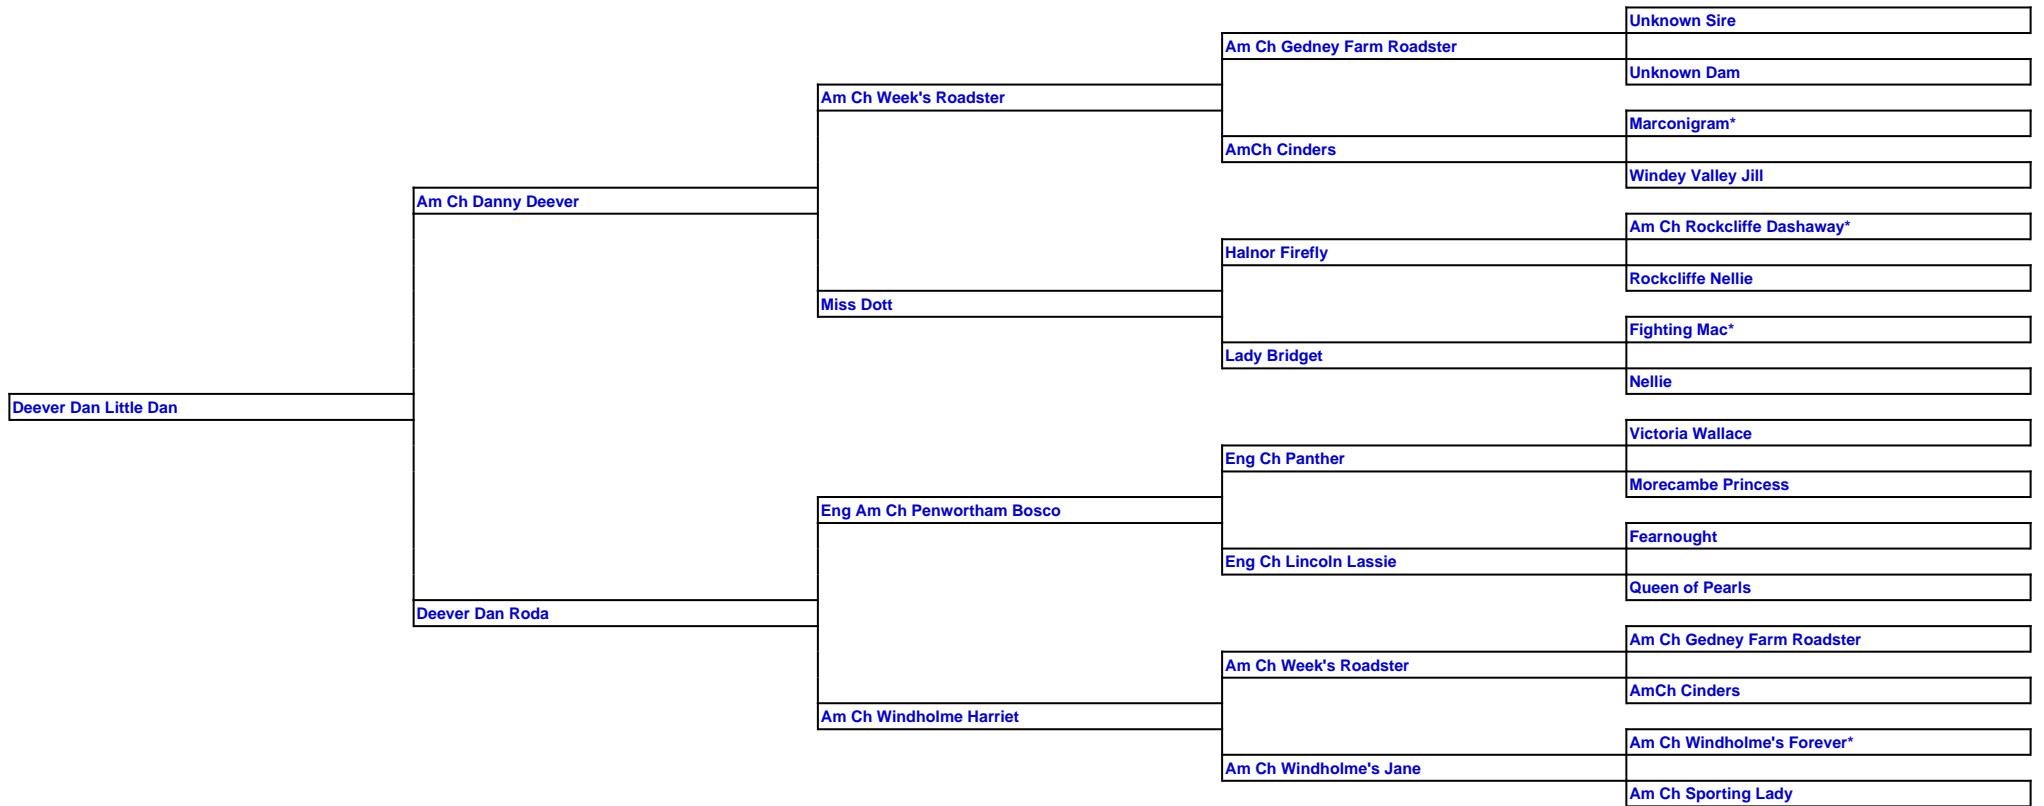 Unknown Sire
Am Ch Gedney Farm Roadster
Unknown Dam
Am Ch Week's Roadster
Marconigram*
AmCh Cinders
Windey Valley Jill
Am Ch Danny Deever
Am Ch Rockcliffe Dashaway*
Halnor Firefly
Rockcliffe Nellie
Miss Dott
Fighting Mac*
Lady Bridget
Nellie
Deever Dan Little Dan
Victoria Wallace
Eng Ch Panther
Morecambe Princess
Eng Am Ch Penwortham Bosco
Fearnought
Eng Ch Lincoln Lassie
Queen of Pearls
Deever Dan Roda
Am Ch Gedney Farm Roadster
Am Ch Week's Roadster
AmCh Cinders
Am Ch Windholme Harriet
Am Ch Windholme's Forever*
Am Ch Windholme's Jane
Am Ch Sporting Lady